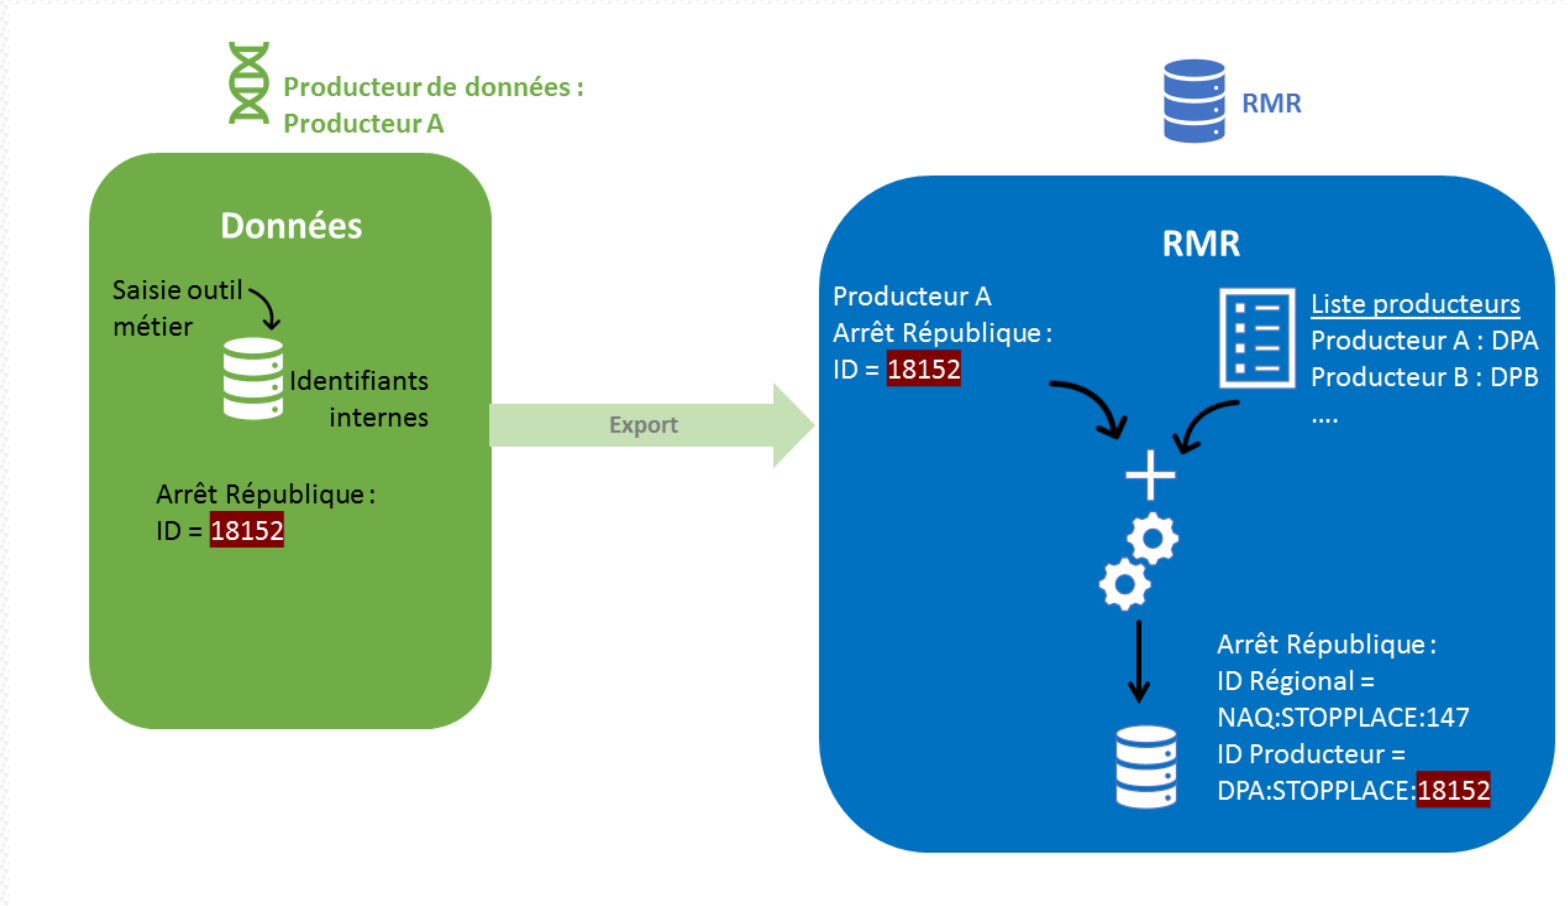 Producteur de données :
Producteur A
Données
Saisie outil
métier
Identifiants
internes
Arrêt République :
ID = 18152
Export
RMR
RMR
Producteur A
Arrêt République :
ID = 18152
Liste producteurs
Producteur A : DPA
Producteur B : DPB
....
Arrêt République :
ID Régional =
NAQ:STOPPLACE:147
ID Producteur =
DPA:STOPPLACE:18152